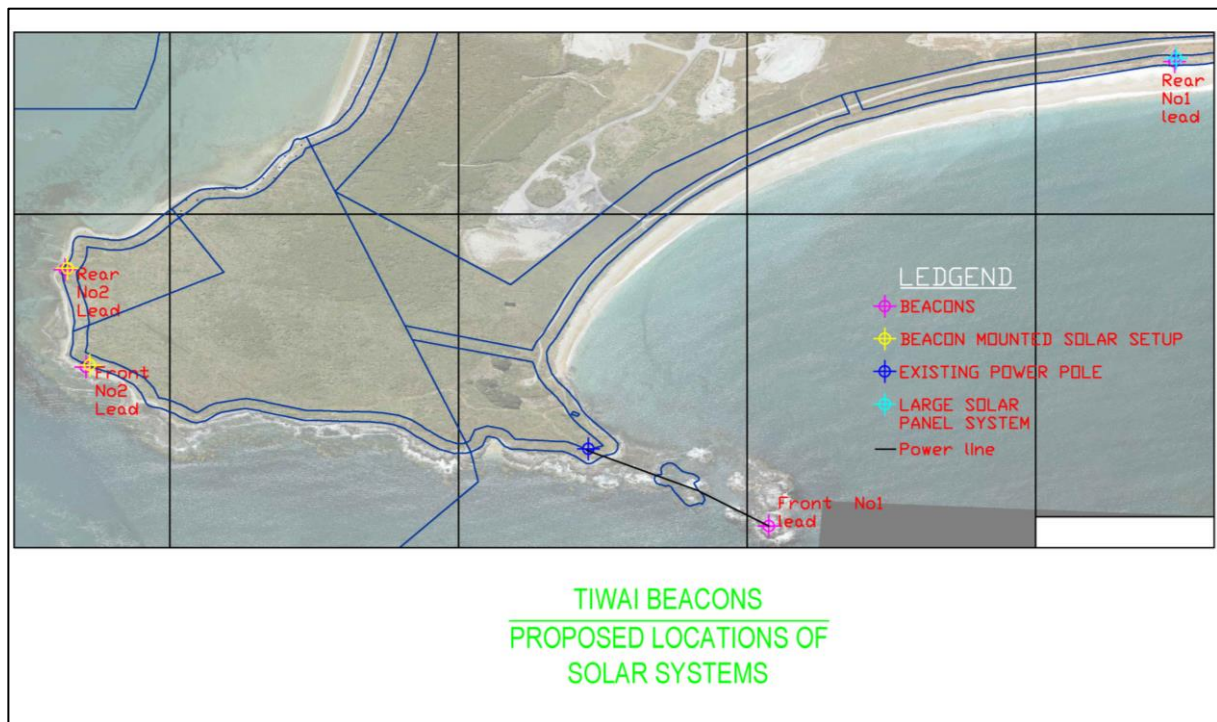 Rear
No1
lead
Rear
No2
Lead
Front
No2
Lead
Front No1
lead
LEDGEND
BEACONS
BEACON MOUNTED SOLAR SETUP
EXISTING POWER POLE
LARGE SOLAR
PANEL SYSTEM
Power line
TIWAI BEACONS
PROPOSED LOCATIONS OF
SOLAR SYSTEMS